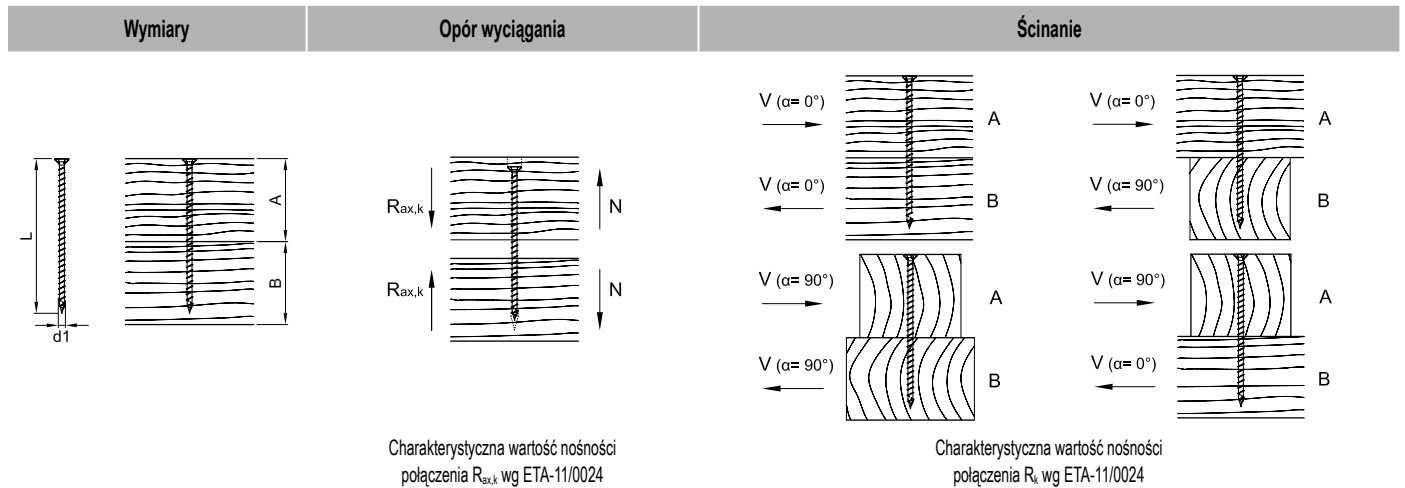 Wymiary
Opór wyciągania
Ścinanie
L
d1
A
B
Rax,k
Rax,k
N
N
V (α= 0°)
V (α= 0°)
A
B
V (α= 0°)
V (α= 90°)
A
B
V (α= 90°)
V (α= 90°)
A
B
V (α= 90°)
V (α= 0°)
A
B
Charakterystyczna wartość nośności
połączenia Rax,k wg ETA-11/0024
Charakterystyczna wartość nośności
połączenia Rk wg ETA-11/0024